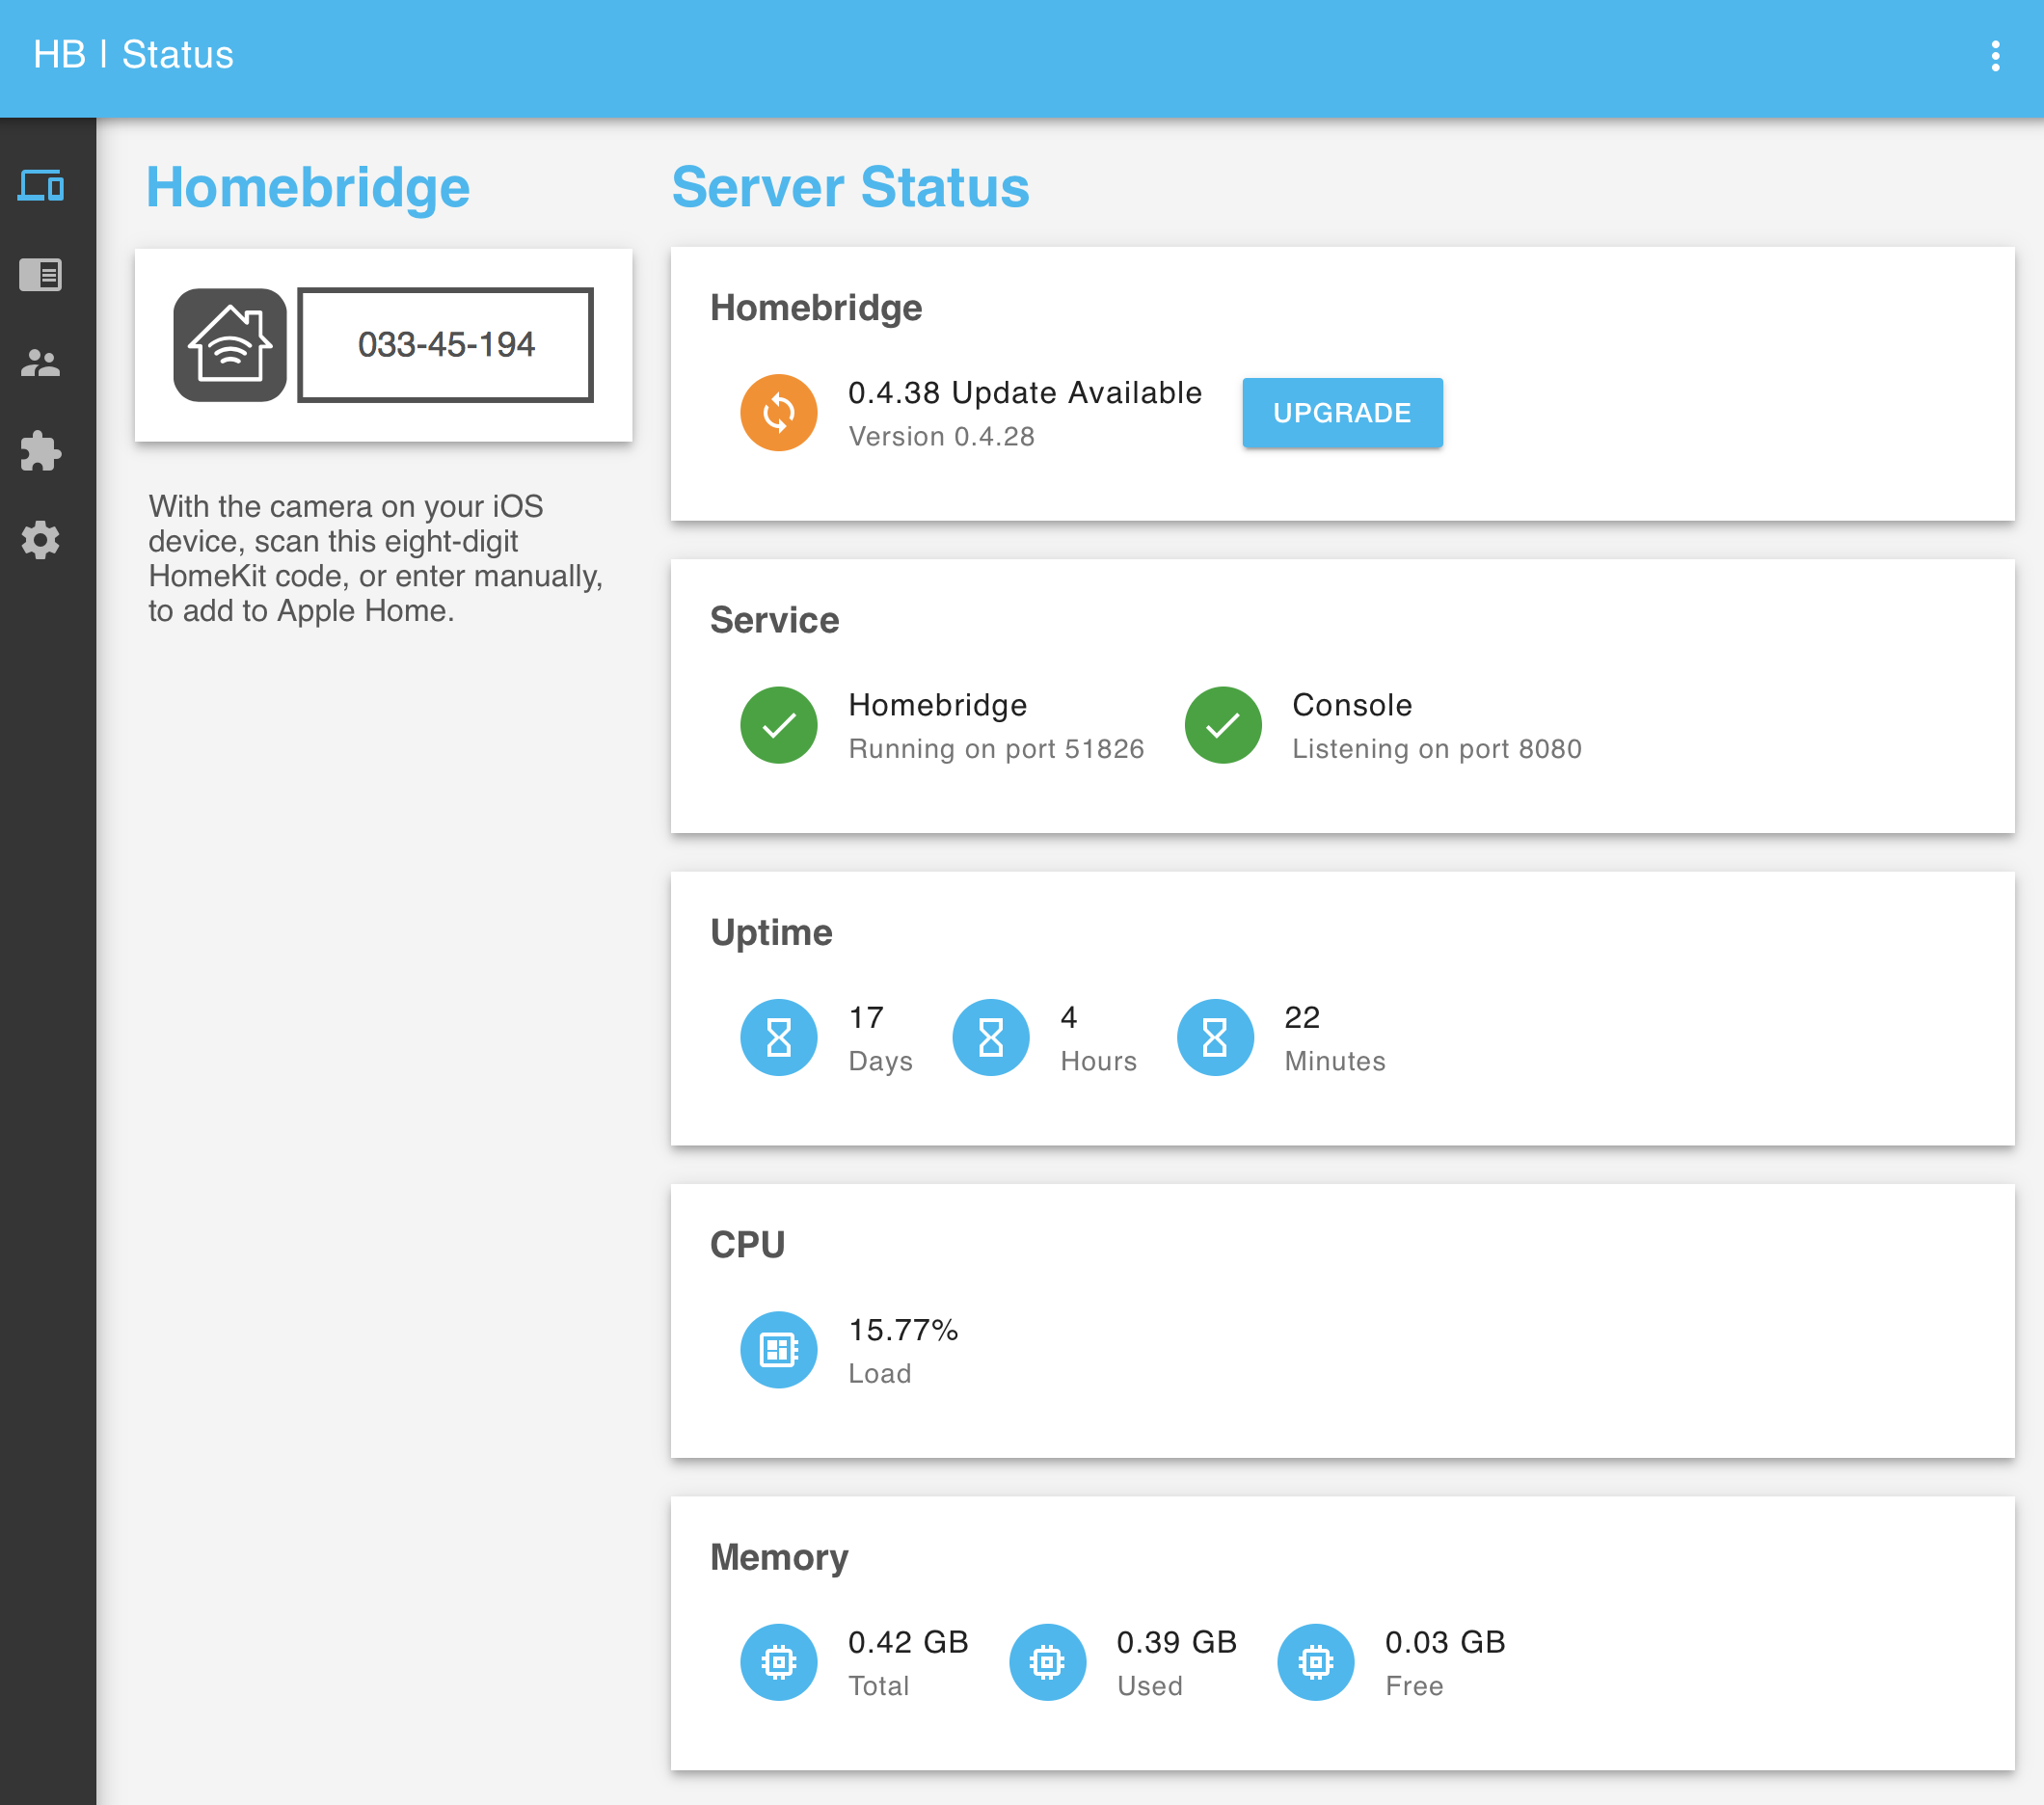 HB | Status
Homebridge
033-45-194
With the camera on your iOS
device, scan this eight-digit
HomeKit code, or enter manually,
to add to Apple Home.
Server Status
Homebridge
0.4.38 Update Available
Version 0.4.28
UPGRADE
Service
Homebridge
Running on port 51826
Console
Listening on port 8080
Uptime
17
Days
4
Hours
22
Minutes
CPU
15.77%
Load
Memory
0.42 GB
Total
0.39 GB
Used
0.03 GB
Free